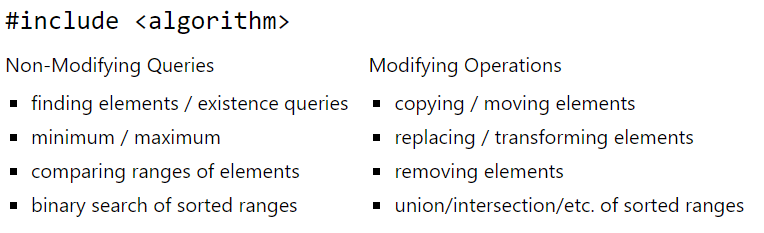 #include <algorithm>
Non-Modifying Queries
▪ finding elements / existence queries
▪ minimum / maximum
▪ comparing ranges of elements
▪ binary search of sorted ranges
Modifying Operations
▪ copying / moving elements
▪ replacing / transforming elements
▪ removing elements
▪ union/intersection/etc. of sorted ranges